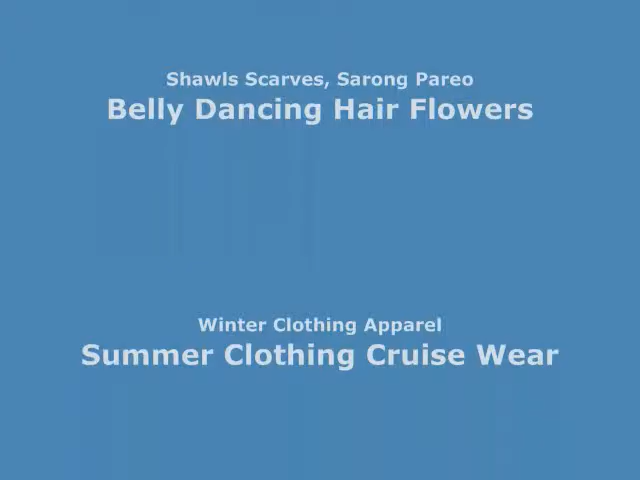 Shawls Scarves, Sarong Pareo
Belly Dancing Hair Flowers
Winter Clothing Apparel
Summer Clothing Cruise Wear